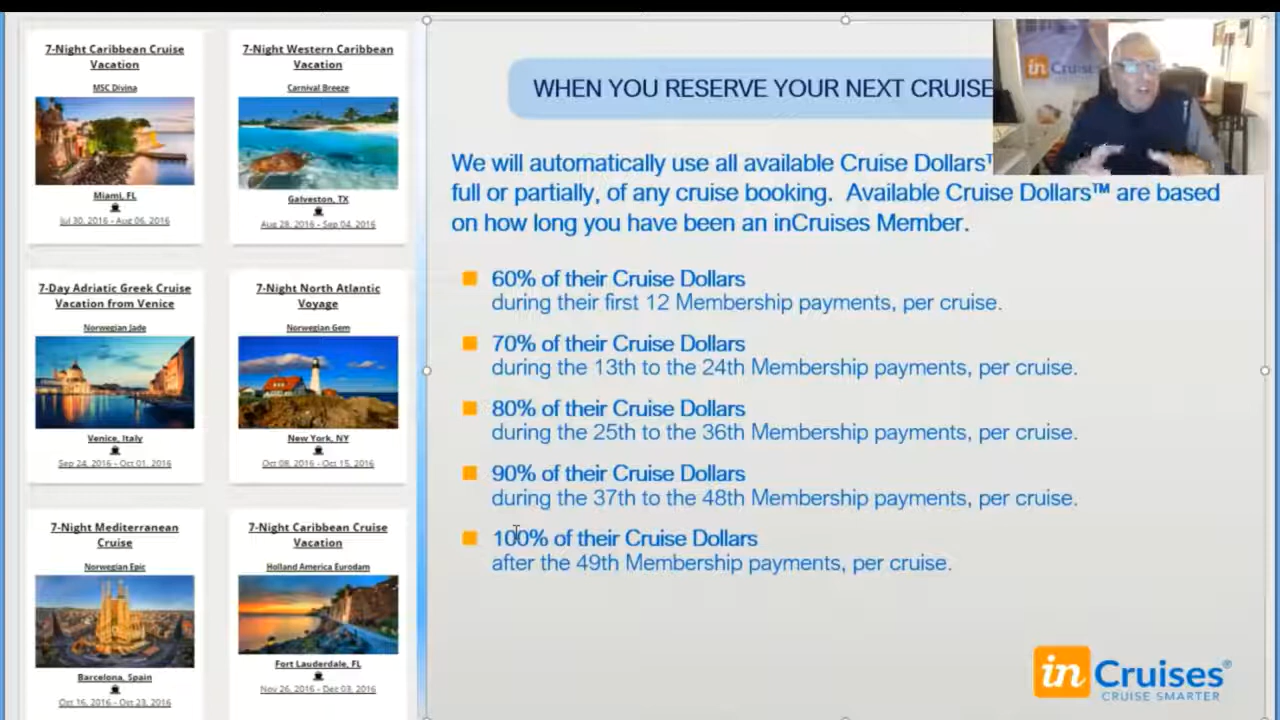 7-Night Caribbean Cruise
Vacation
MSC Divina
Miami, FL
Jul 30, 2016 - Aug 06, 2016
7-Night Western Caribbean
Vacation
Carnival Breeze
Galveston, TX
Aug 28, 2016 - Sep 04, 2016
7-Day Adriatic Greek Cruise
Vacation from Venice
Norwegian Jade
Venice, Italy
Sep 24, 2016 - Oct 01, 2016
7-Night North Atlantic
Voyage
Norwegian Gem
New York, NY
Oct 08, 2016 - Oct 15, 2016
7-Night Mediterranean
Cruise
Norwegian Epic
Barcelona, Spain
Oct 16, 2016 - Oct 23, 2016
7-Night Caribbean Cruise
Vacation
Holland America Eurodam
Fort Lauderdale, FL
Nov 26, 2016 - Dec 03, 2016
WHEN YOU RESERVE YOUR NEXT CRUISE
We will automatically use all available Cruise Dollars™
full or partially, of any cruise booking. Available Cruise Dollars™ are based
on how long you have been an inCruises Member.
60% of their Cruise Dollars
during their first 12 Membership payments, per cruise.
70% of their Cruise Dollars
during the 13th to the 24th Membership payments, per cruise.
80% of their Cruise Dollars
during the 25th to the 36th Membership payments, per cruise.
90% of their Cruise Dollars
during the 37th to the 48th Membership payments, per cruise.
100% of their Cruise Dollars
after the 49th Membership payments, per cruise.
in Cruises
in Cruises®
CRUISE SMARTER